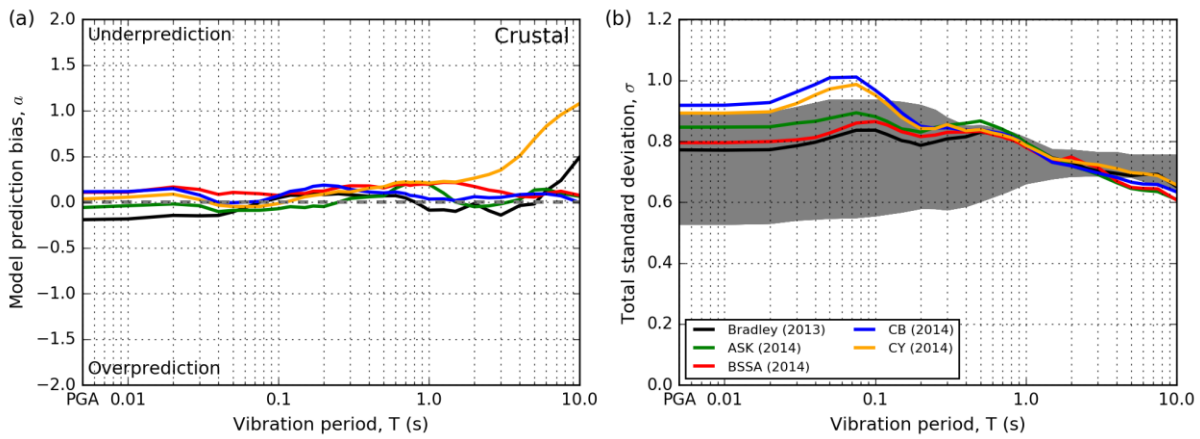 (a)
2.0
1.5
1.0
0.5
0.0
−0.5
−1.0
−1.5
−2.0
Model prediction bias, a
Underprediction
Crustal
Overprediction
PGA 0.01 0.1 1.0 10.0
Vibration period, T (s)
(b)
1.2
1.0
0.8
0.6
0.4
0.2
0.0
Total standard deviation, σ
Bradley (2013)
ASK (2014)
BSSA (2014)
CB (2014)
CY (2014)
PGA 0.01 0.1 1.0 10.0
Vibration period, T (s)